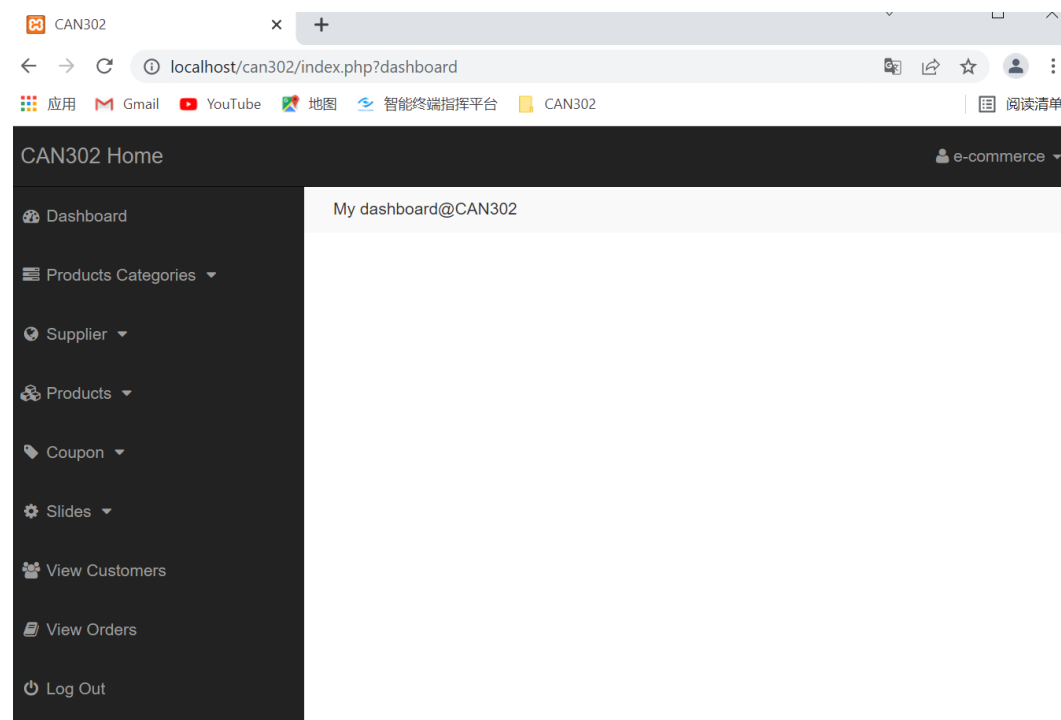 CAN302
localhost/can302/index.php?dashboard
应用 Gmail YouTube 地图 智能终端指挥平台 CAN302 阅读清单
CAN302 Home e-commerce
Dashboard
My dashboard@CAN302
Products Categories
Supplier
Products
Coupon
Slides
View Customers
View Orders
Log Out